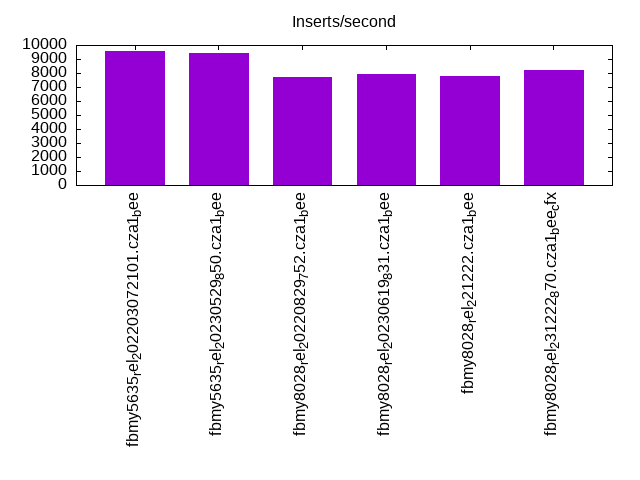 Inserts/second
10000
9000
8000
7000
6000
5000
4000
3000
2000
1000
0
fbmy5635rel202203072101.cza1bee
fbmy5635rel20230529850.cza1bee
fbmy8028rel20220829752.cza1bee
fbmy8028rel20230619831.cza1bee
fbmy8028rel221222.cza1bee
fbmy8028rel231222870.cza1beecfx